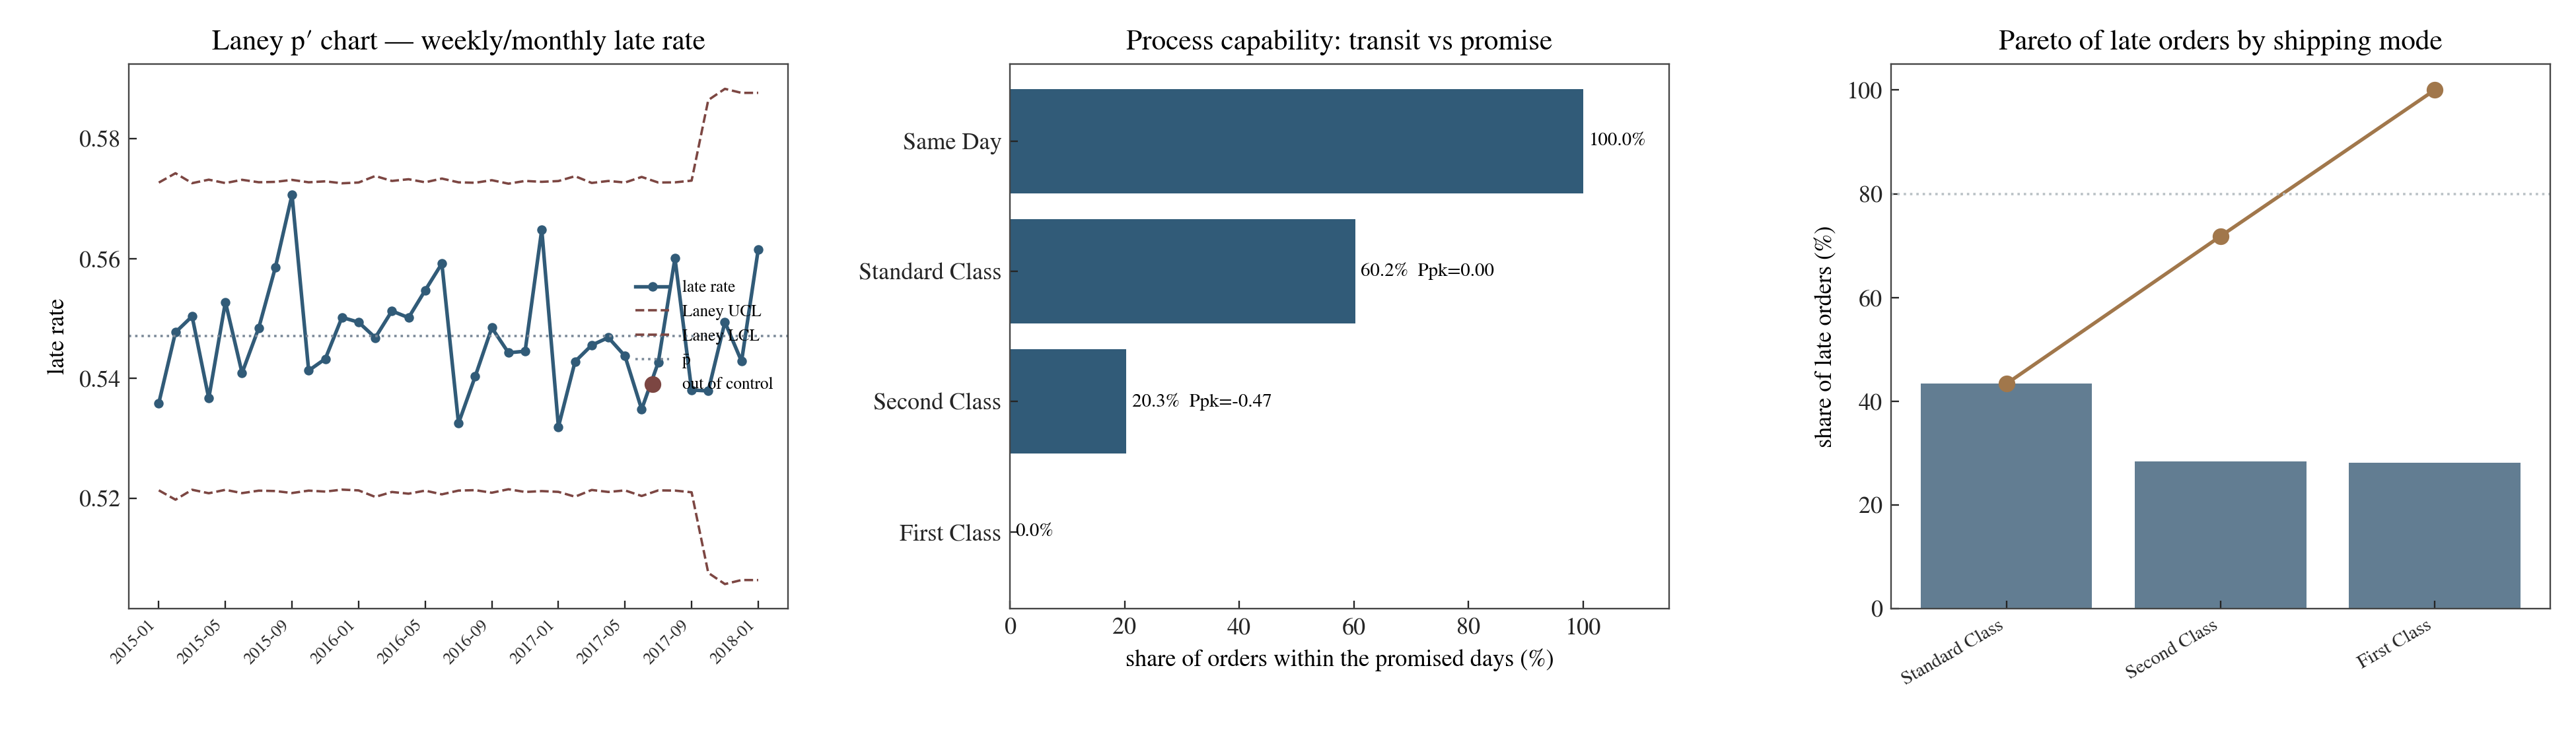 Laney p′ chart — weekly/monthly late rate
late rate
0.58
0.56
0.54
0.52
late rate
Laney UCL
Laney LCL
p̄
out of control
2015-01
2015-05
2015-09
2016-01
2016-05
2016-09
2017-01
2017-05
2017-09
2018-01
Process capability: transit vs promise
Same Day
100.0%
Standard Class
60.2% Ppk=0.00
Second Class
20.3% Ppk=-0.47
First Class
0.0%
0
20
40
60
80
100
share of orders within the promised days (%)
Pareto of late orders by shipping mode
share of late orders (%)
100
80
60
40
20
0
Standard Class
Second Class
First Class